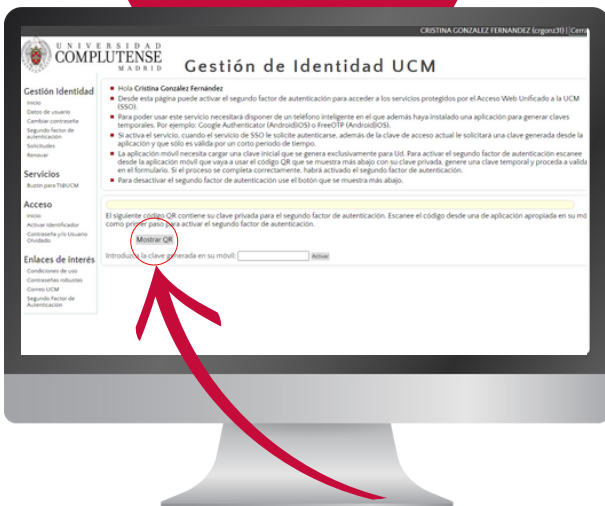 CRISTINA GONZALEZ FERNANDEZ (crgonz31) | Cerra
UNIVERSIDAD
COMPLUTENSE
MADRID
Gestión de Identidad UCM
Gestión Identidad
Inicio
Datos de usuario
Cambiar contraseña
Segundo factor de
autenticación
Solicitudes
Renovar
Servicios
Buzón para TI@UCM
Acceso
Inicio
Activar Identificador
Contraseña y/o Usuario
Olvidado
Enlaces de interés
Condiciones de uso
Contraseñas robustas
Correo UCM
Segundo Factor de
Autenticación
Hola Cristina González Fernández
Desde esta página puede activar el segundo factor de autenticación para acceder a los servicios protegidos por el Acceso Web Unificado a la UCM
(SSO).
Para poder usar este servicio necesitará disponer de un teléfono inteligente en el que además haya instalado una aplicación para generar claves
temporales. Por ejemplo: Google Authenticator (Android|iOS) o FreeOTP (Android|iOS).
Si activa el servicio, cuando el servicio de SSO le solicite autenticarse, además de la clave de acceso actual le solicitará una clave generada desde la
aplicación y que sólo es válida por un corto periodo de tiempo.
La aplicación móvil necesita cargar una clave inicial que se genera exclusivamente para Ud. Para activar el segundo factor de autenticación escanee
desde la aplicación móvil que vaya a usar el código QR que se muestra más abajo con su clave privada, genere una clave temporal y proceda a valida
en el formulario. Si el proceso se completa correctamente, habrá activado el segundo factor de autenticación.
Para desactivar el segundo factor de autenticación use el botón que se muestra más abajo.
El siguiente código QR contiene su clave privada para el segundo factor de autenticación. Escanee el código desde una de aplicación apropiada en su mó
como primer paso para activar el segundo factor de autenticación.
Mostrar QR
Introduzca la clave generada en su móvil:
Activar